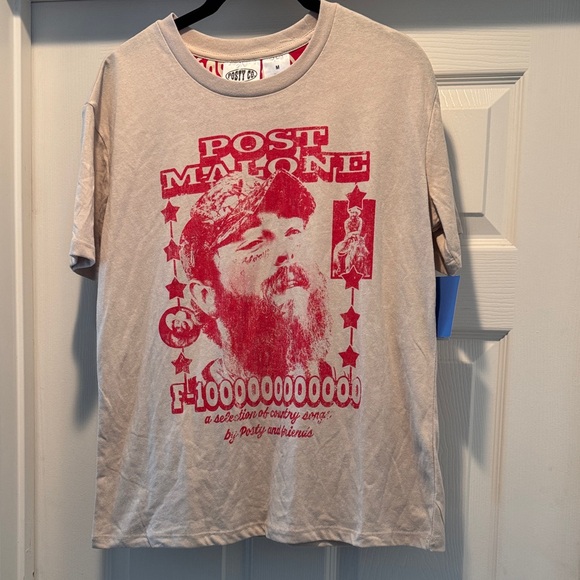 POSTY CO.
M
POST
MALONE
F-1000000000000
a selection of country songs
by Posty and friends